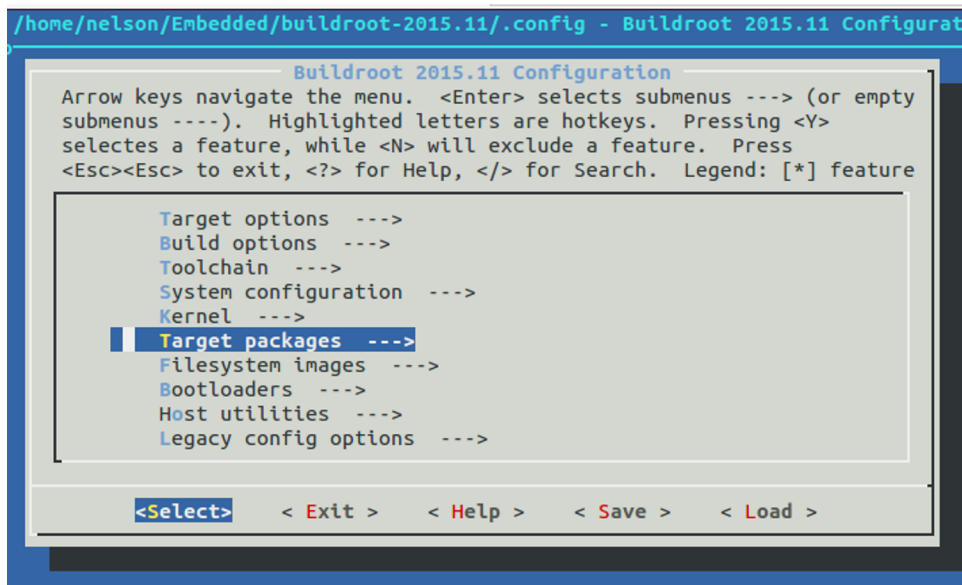 /home/nelson/Embedded/buildroot-2015.11/.config - Buildroot 2015.11 Configurat
Buildroot 2015.11 Configuration
Arrow keys navigate the menu.  <Enter> selects submenus ---> (or empty
submenus ----).  Highlighted letters are hotkeys.  Pressing <Y>
selectes a feature, while <N> will exclude a feature.  Press
<Esc><Esc> to exit, <?> for Help, </> for Search.  Legend: [*] feature
Target options  --->
Build options  --->
Toolchain  --->
System configuration  --->
Kernel  --->
Target packages  --->
Filesystem images  --->
Bootloaders  --->
Host utilities  --->
Legacy config options  --->
<Select>    < Exit >    < Help >    < Save >    < Load >